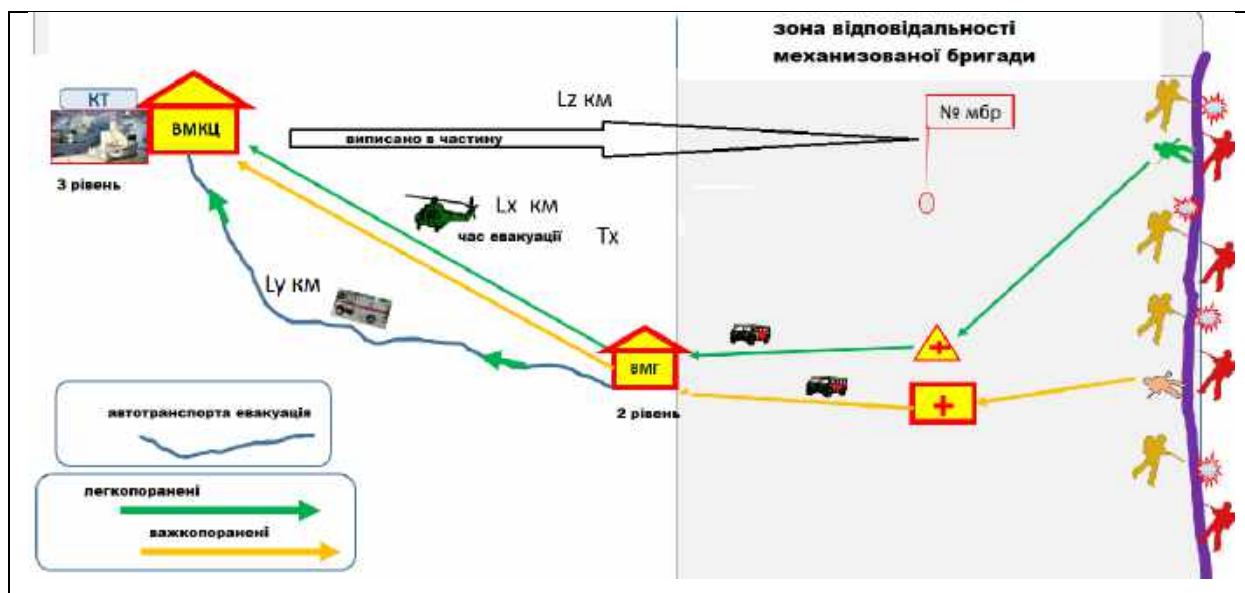 зона відповідальності
механизованої бригади
КТ
ВМКЦ
Lz км
№ мбр
виписано в частину
3 рівень
Lx км
час евакуації Tx
Ly км
ВМГ
2 рівень
автотранспорта евакуація
легкопоранені
важкопоранені